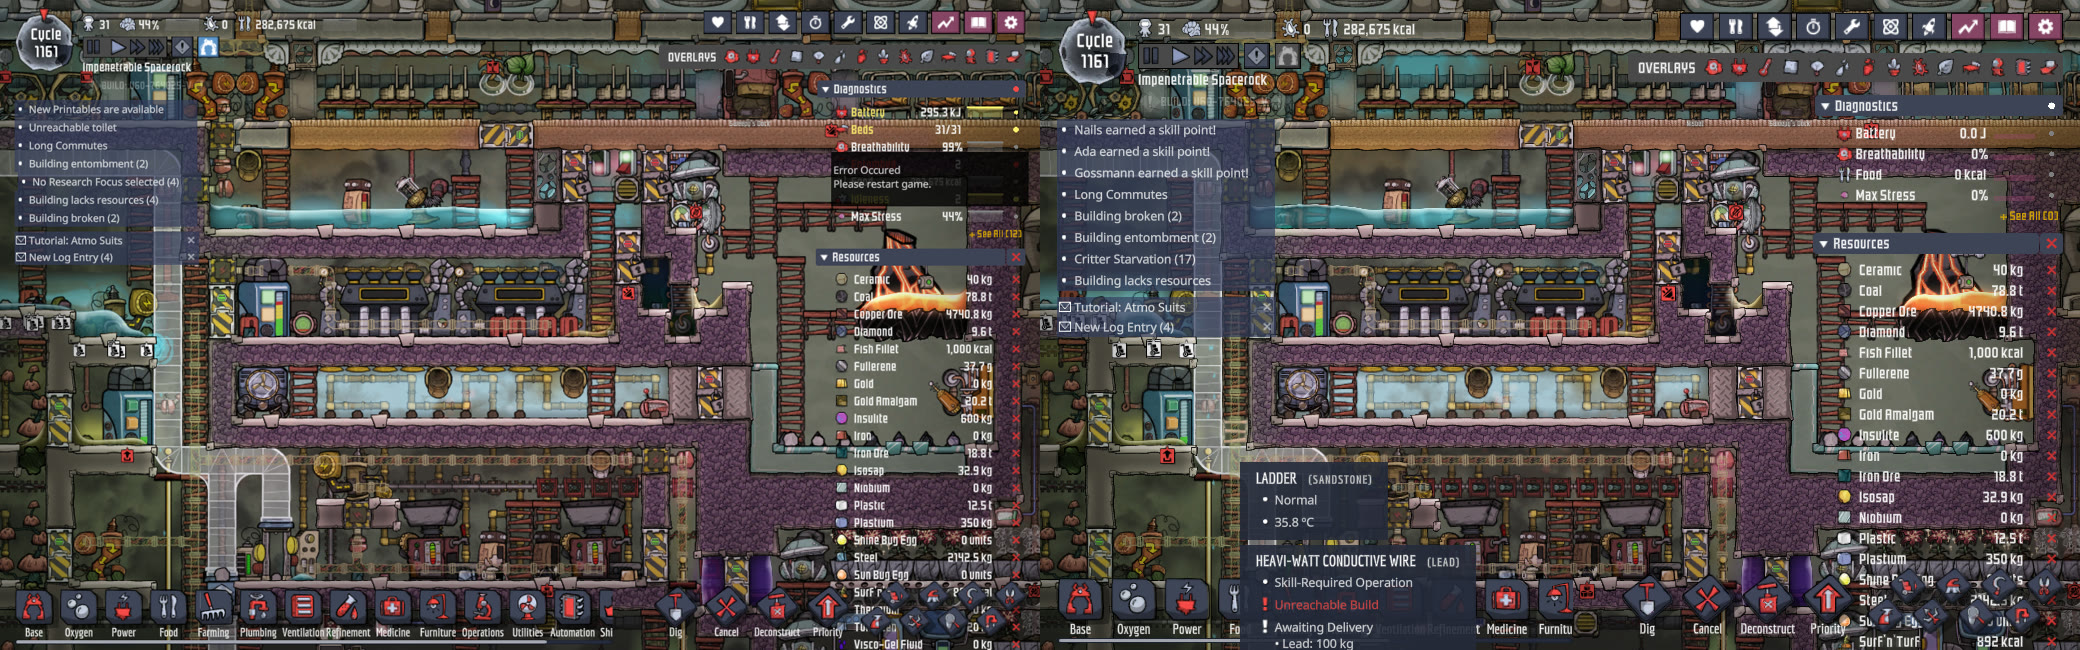 31 44% 0 282,675 kcal
Cycle
1161
Impenetrable Spacerock
OVERLAYS
New Printables are available
Unreachable toilet
Long Commutes
Building entombment (2)
No Research Focus selected (4)
Building lacks resources (4)
Building broken (2)
Tutorial: Atmo Suits
New Log Entry (4)
Diagnostics
Battery 295.3 kJ
Beds 31/31
Breathability 99%
Error Occured
Please restart game.
Max Stress 44%
+ See All (12)
Resources
Ceramic 40 kg
Coal 78.8 t
Copper Ore 4740.8 kg
Diamond 9.6 t
Fish Fillet 1,000 kcal
Fullerene 37.7 g
Gold 0 kg
Gold Amalgam 20.2 t
Insulite 600 kg
Iron 0 kg
Iron Ore 18.8 t
Isosap 32.9 kg
Niobium 0 kg
Plastic 12.5 t
Plastium 350 kg
Shine Bug Egg 0 units
Steel 2142.5 kg
Sun Bug Egg 0 units
Visco-Gel Fluid 0 kg
Base Oxygen Power Food Farming Plumbing Ventilation Refinement Medicine Furniture Operations Utilities Automation Shi
Dig Cancel Deconstruct Priority
31 44% 0 282,675 kcal
Cycle
1161
Impenetrable Spacerock
OVERLAYS
Nails earned a skill point!
Ada earned a skill point!
Gossmann earned a skill point!
Long Commutes
Building broken (2)
Building entombment (2)
Critter Starvation (17)
Building lacks resources
Tutorial: Atmo Suits
New Log Entry (4)
Diagnostics
Battery 0.0 J
Breathability 0%
Food 0 kcal
Max Stress 0%
+ See All (0)
Resources
Ceramic 40 kg
Coal 78.8 t
Copper Ore 4740.8 kg
Diamond 9.6 t
Fish Fillet 1,000 kcal
Fullerene 37.7 g
Gold 0 kg
Gold Amalgam 20.2 t
Insulite 600 kg
Iron 0 kg
Iron Ore 18.8 t
Isosap 32.9 kg
Niobium 0 kg
Plastic 12.5 t
Plastium 350 kg
Surf'n'Turf 892 kcal
LADDER (SANDSTONE)
Normal
35.8 °C
HEAVI-WATT CONDUCTIVE WIRE (LEAD)
Skill-Required Operation
Unreachable Build
Awaiting Delivery
Lead: 100 kg
Base Oxygen Power Medicine Furnitu
Dig Cancel Deconstruct Priority